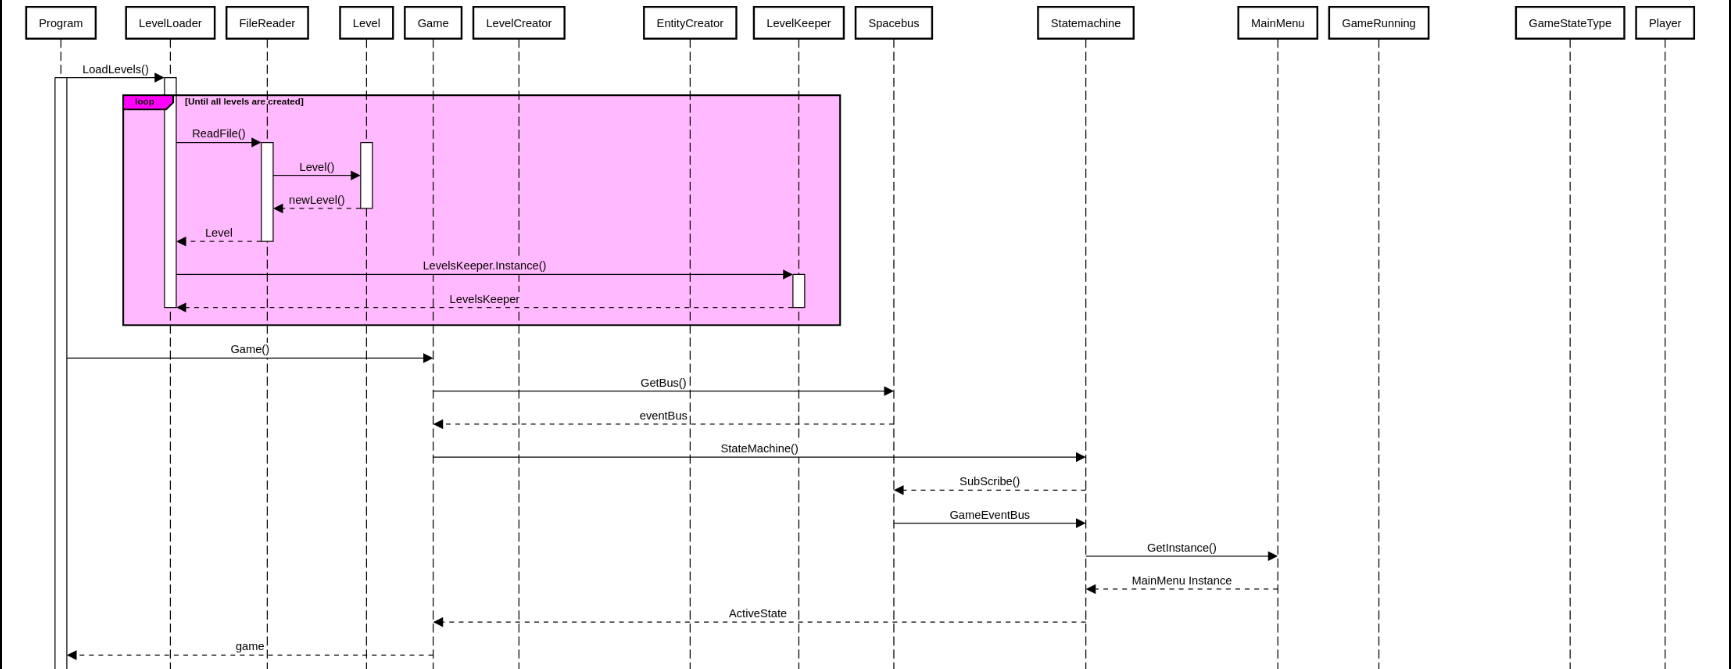 Program
LevelLoader
FileReader
Level
Game
LevelCreator
EntityCreator
LevelKeeper
Spacebus
Statemachine
MainMenu
GameRunning
GameStateType
Player
LoadLevels()
loop
[Until all levels are created]
ReadFile()
Level()
newLevel()
Level
LevelsKeeper.Instance()
LevelsKeeper
Game()
GetBus()
eventBus
StateMachine()
SubScribe()
GameEventBus
GetInstance()
MainMenu Instance
ActiveState
game